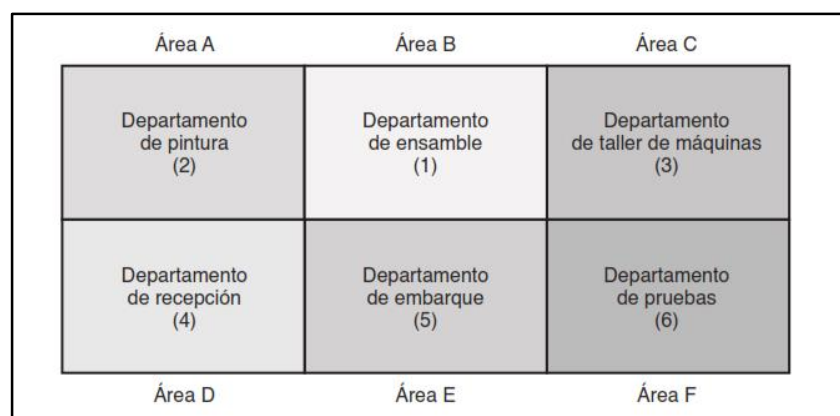 Área A
Área B
Área C
Departamento
de pintura
(2)
Departamento
de ensamble
(1)
Departamento
de taller de máquinas
(3)
Departamento
de recepción
(4)
Departamento
de embarque
(5)
Departamento
de pruebas
(6)
Área D
Área E
Área F